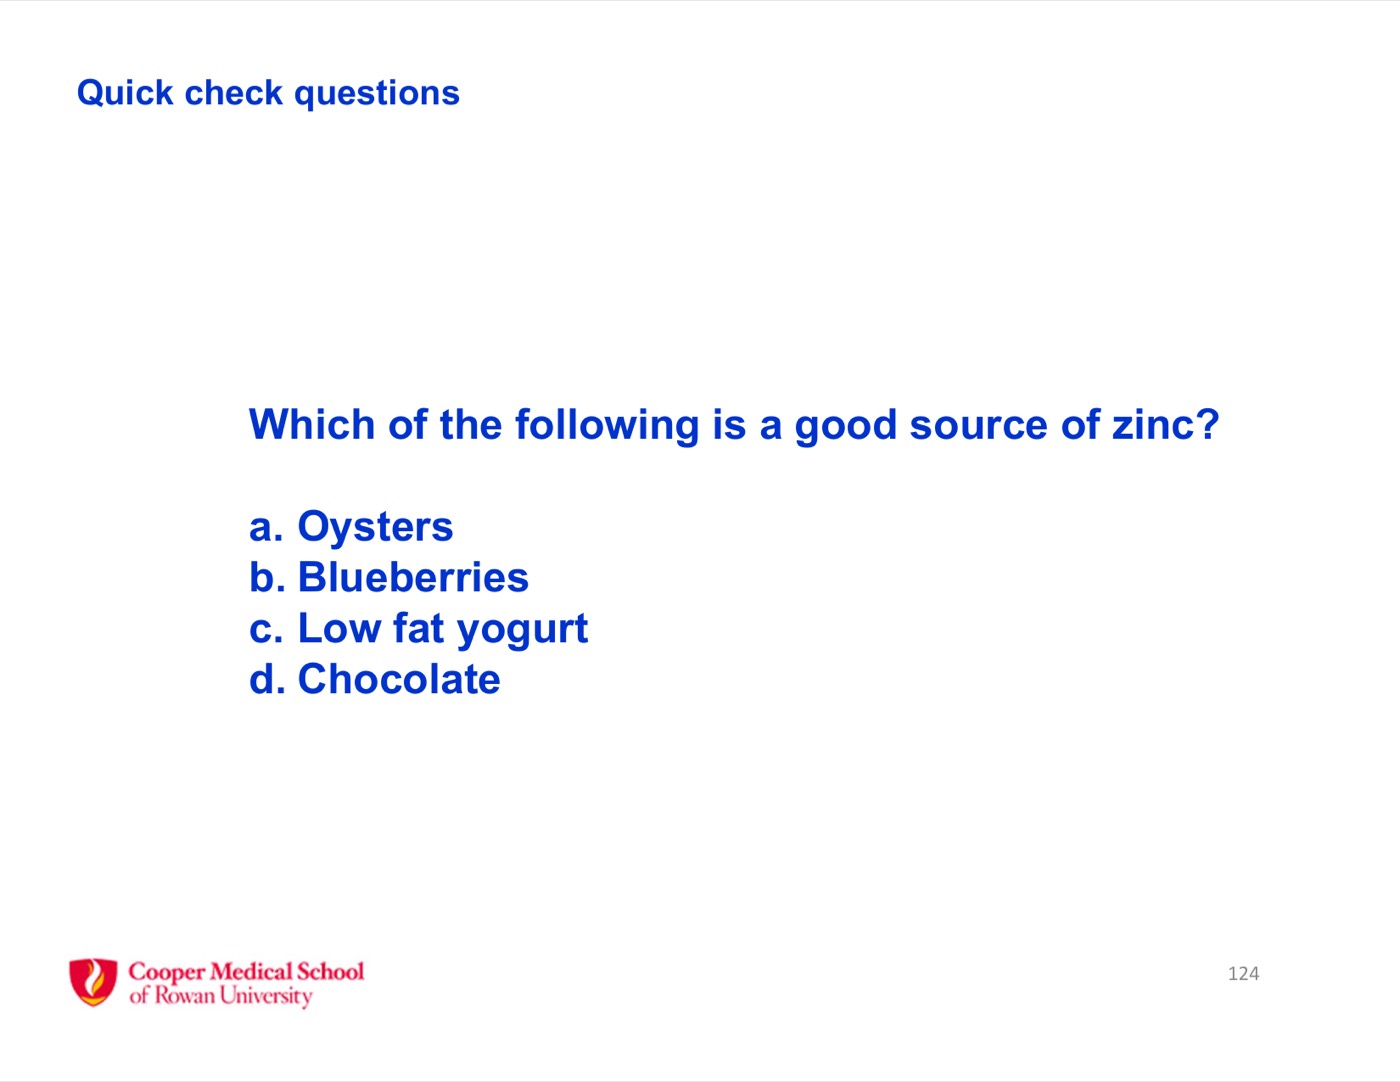 Quick check questions
Which of the following is a good source of zinc?
a. Oysters
b. Blueberries
c. Low fat yogurt
d. Chocolate
Cooper Medical School
of Rowan University
124